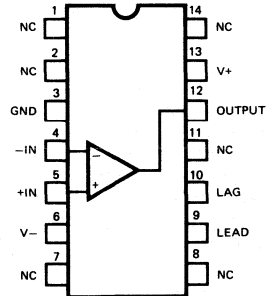 1 14
NC NC
2 13
NC V+
3 12
GND OUTPUT
4 11
−IN − NC
5 10
+IN + LAG
6 9
V− LEAD
7 8
NC NC